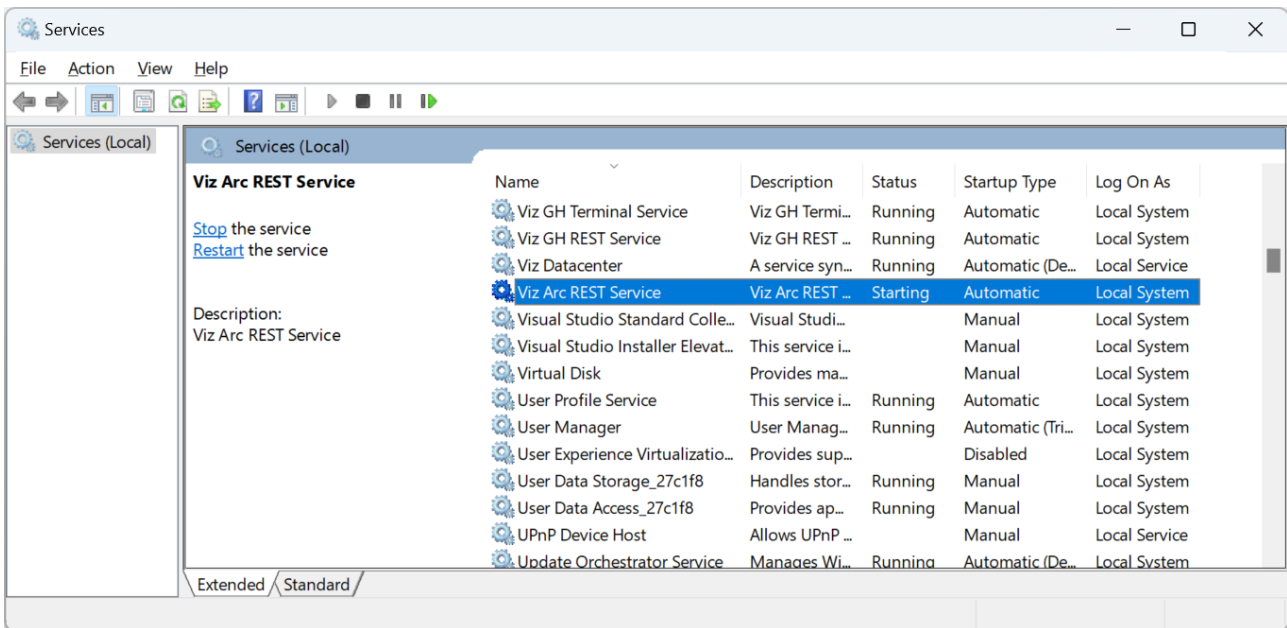 Services
File Action View Help
Services (Local)
Services (Local)
Viz Arc REST Service
Stop the service
Restart the service
Description:
Viz Arc REST Service
Name Description Status Startup Type Log On As
Viz GH Terminal Service Viz GH Termi... Running Automatic Local System
Viz GH REST Service Viz GH REST ... Running Automatic Local System
Viz Datacenter A service syn... Running Automatic (De... Local Service
Viz Arc REST Service Viz Arc REST ... Starting Automatic Local System
Visual Studio Standard Colle... Visual Studi... Manual Local System
Visual Studio Installer Elevat... This service i... Manual Local System
Virtual Disk Provides ma... Manual Local System
User Profile Service This service i... Running Automatic Local System
User Manager User Manag... Running Automatic (Tri... Local System
User Experience Virtualizatio... Provides sup... Disabled Local System
User Data Storage_27c1f8 Handles stor... Running Manual Local System
User Data Access_27c1f8 Provides ap... Running Manual Local System
UPnP Device Host Allows UPnP ... Manual Local Service
Update Orchestrator Service Manages Wi... Running Automatic (De... Local System
Extended Standard